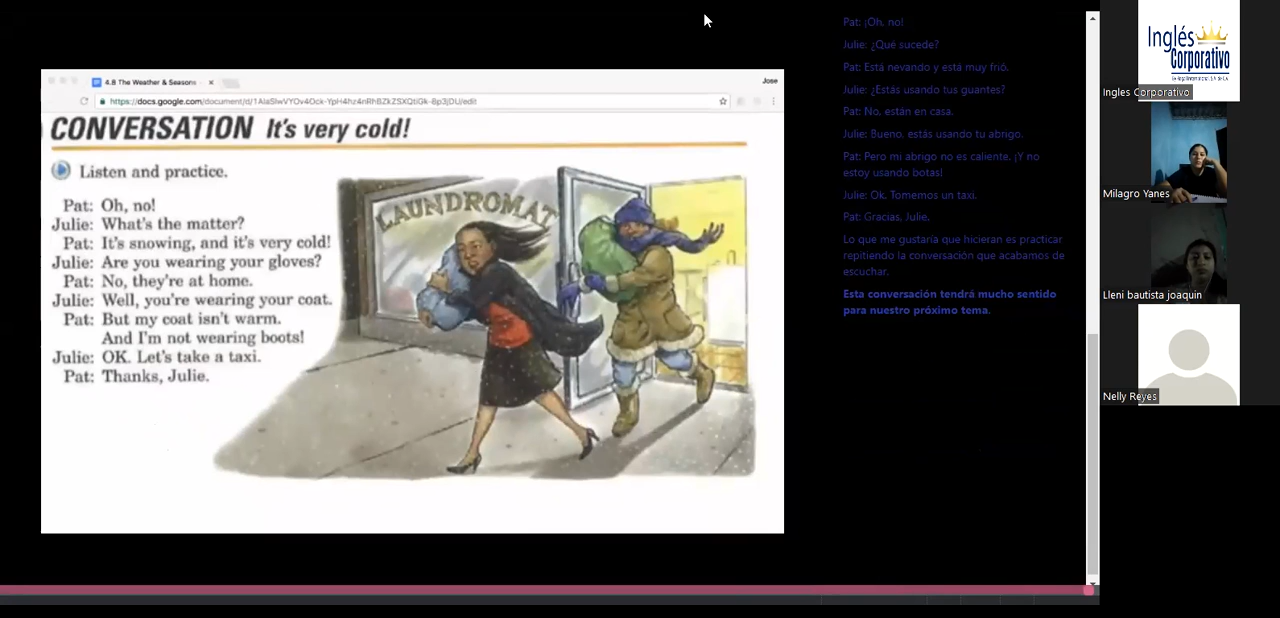 4.8 The Weather & Seasons
Jose
CONVERSATION It's very cold!
Listen and practice.
Pat: Oh, no!
Julie: What's the matter?
Pat: It's snowing, and it's very cold!
Julie: Are you wearing your gloves?
Pat: No, they're at home.
Julie: Well, you're wearing your coat.
Pat: But my coat isn't warm.
And I'm not wearing boots!
Julie: OK. Let's take a taxi.
Pat: Thanks, Julie.
LAUNDROMAT
Pat: ¡Oh, no!
Julie: ¿Qué sucede?
Pat: Está nevando y está muy frió.
Julie: ¿Estás usando tus guantes?
Pat: No, están en casa.
Julie: Bueno, estás usando tu abrigo.
Pat: Pero mi abrigo no es caliente. ¡Y no
estoy usando botas!
Julie: Ok. Tomemos un taxi.
Pat: Gracias, Julie.
Lo que me gustaría que hicieran es practicar
repitiendo la conversación que acabamos de
escuchar.
Esta conversación tendrá mucho sentido
para nuestro próximo tema.
Inglés
Corporativo
Ingles Corporativo
Milagro Yanes
Lleni bautista joaquin
Nelly Reyes